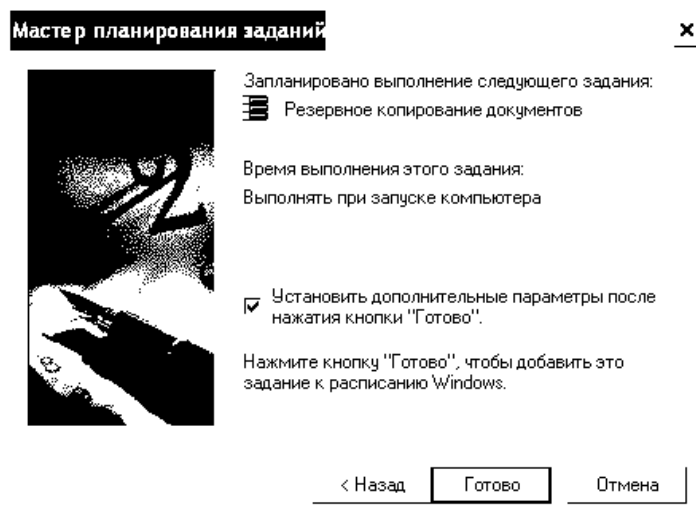 Мастер планирования заданий
Запланировано выполнение следующего задания:
Резервное копирование документов
Время выполнения этого задания:
Выполнять при запуске компьютера
Установить дополнительные параметры после
нажатия кнопки "Готово".
Нажмите кнопку "Готово", чтобы добавить это
задание к расписанию Windows.
< Назад Готово Отмена